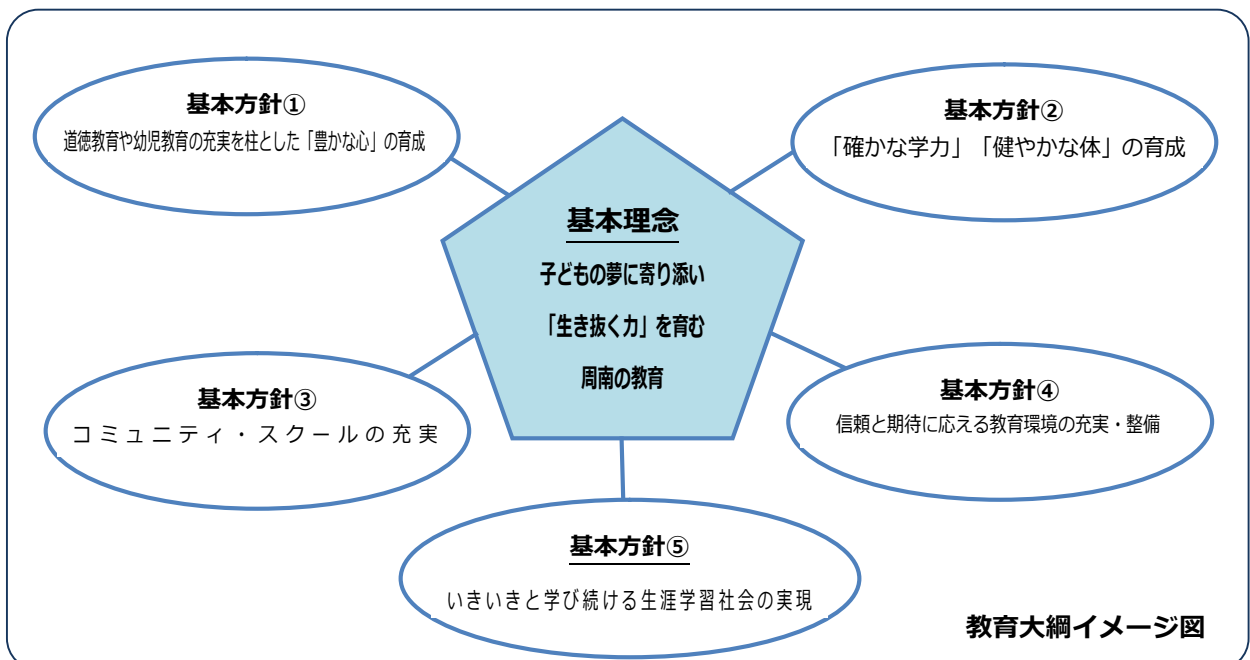 基本方針①
道徳教育や幼児教育の充実を柱とした「豊かな心」の育成
基本方針②
「確かな学力」「健やかな体」の育成
基本理念
子どもの夢に寄り添い
「生き抜く力」を育む
周南の教育
基本方針③
コミュニティ・スクールの充実
基本方針④
信頼と期待に応える教育環境の充実・整備
基本方針⑤
いきいきと学び続ける生涯学習社会の実現
教育大綱イメージ図